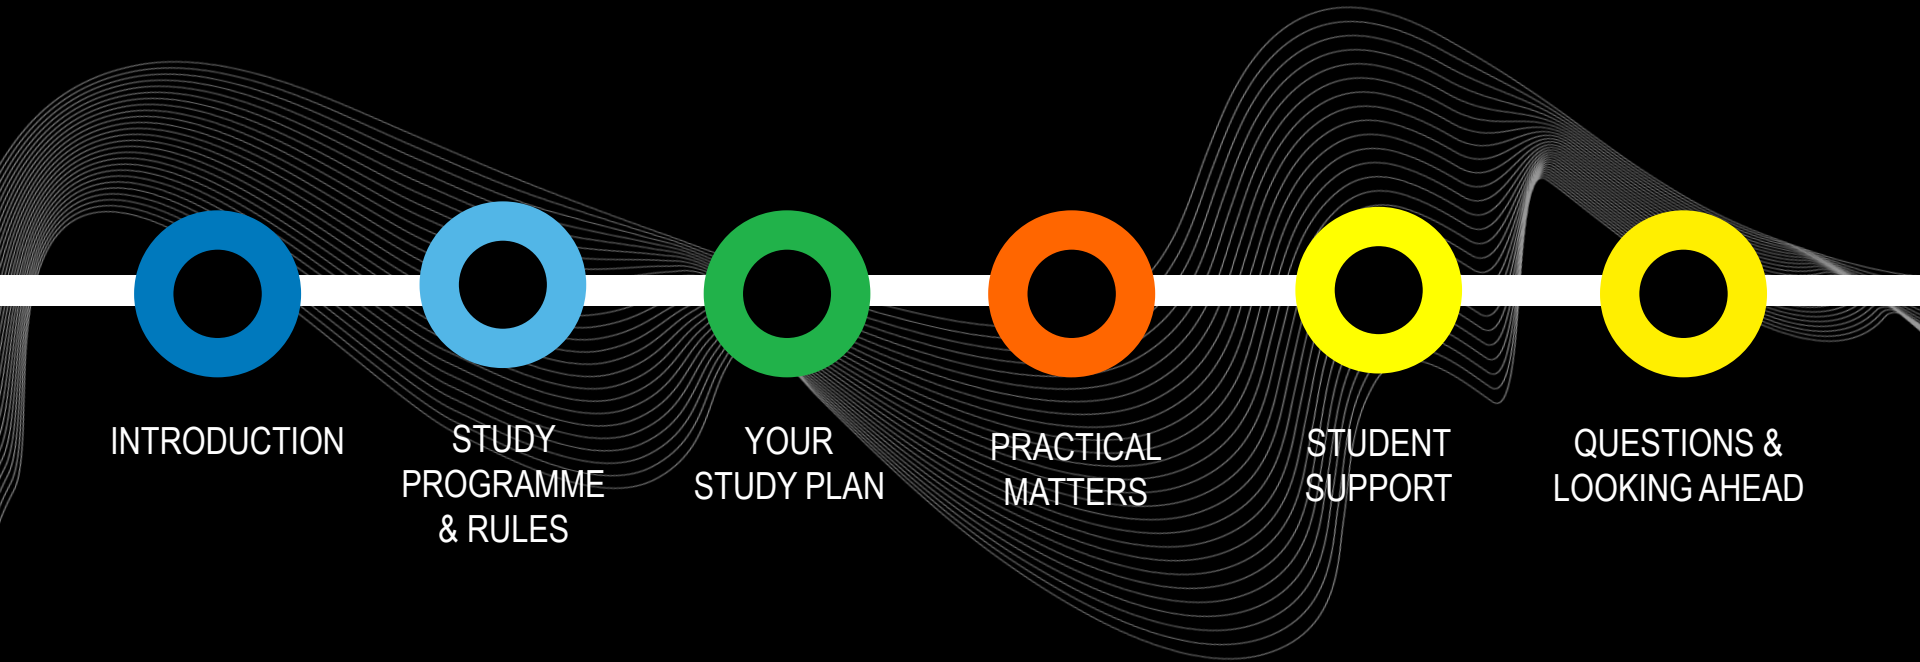 INTRODUCTION
STUDY
PROGRAMME
& RULES
YOUR
STUDY PLAN
PRACTICAL
MATTERS
STUDENT
SUPPORT
QUESTIONS &
LOOKING AHEAD